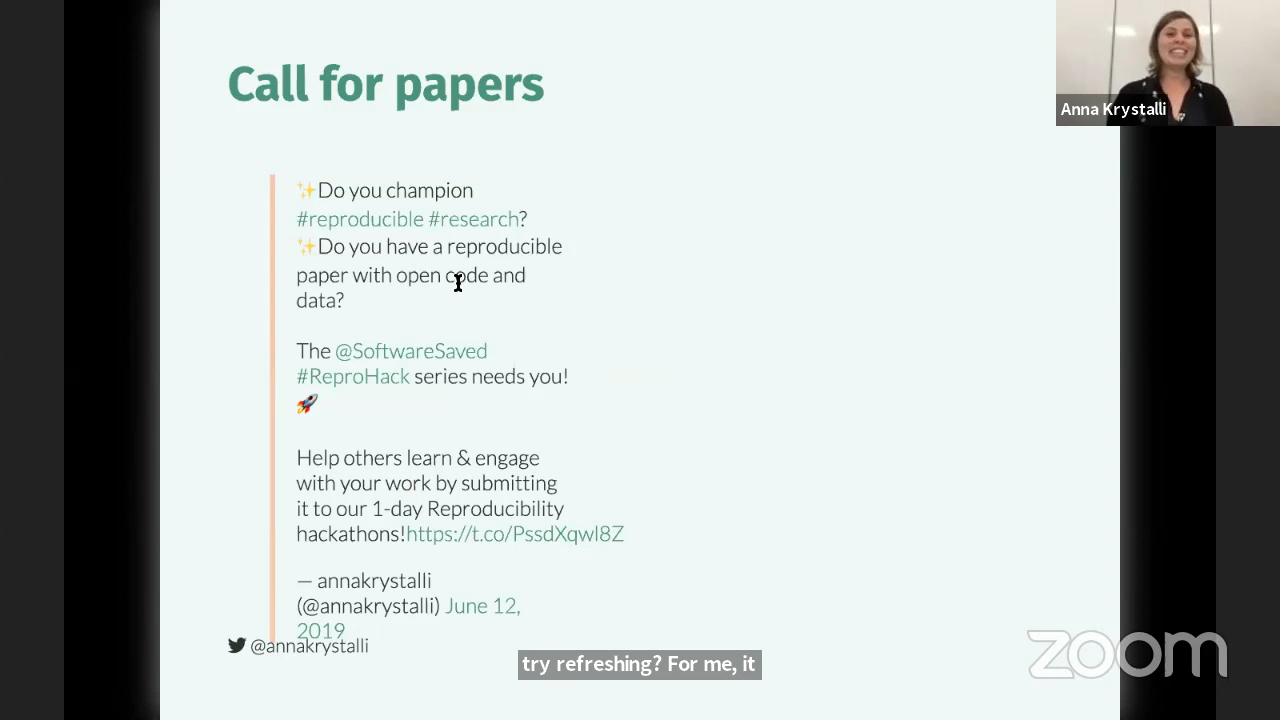 Call for papers
Anna Krystalli
✨Do you champion
#reproducible #research?
✨Do you have a reproducible
paper with open code and
data?
The @SoftwareSaved
#ReproHack series needs you!
🚀
Help others learn & engage
with your work by submitting
it to our 1-day Reproducibility
hackathons!https://t.co/PssdXqwl8Z
— annakrystalli
(@annakrystalli) June 12,
2019
@annakrystalli
try refreshing? For me, it
zoom